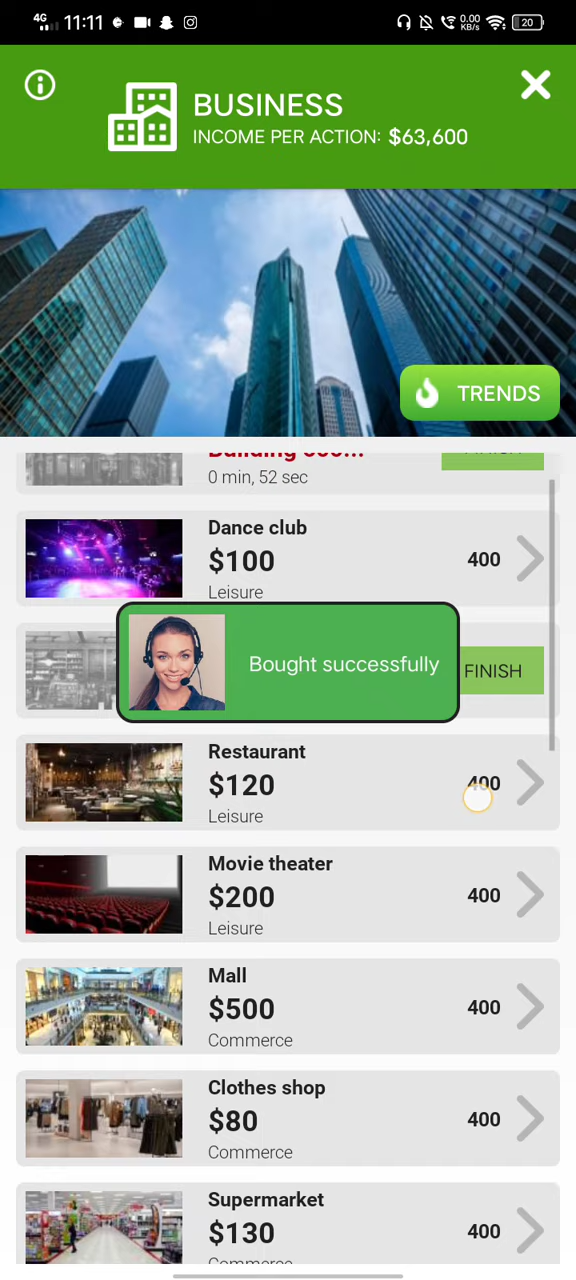 4G 11:11 0.00 KB/s 20
BUSINESS
INCOME PER ACTION: $63,600
TRENDS
0 min, 52 sec
Dance club
$100
400
Leisure
Bought successfully
FINISH
Restaurant
$120
400
Leisure
Movie theater
$200
400
Leisure
Mall
$500
400
Commerce
Clothes shop
$80
400
Commerce
Supermarket
$130
400
Commerce